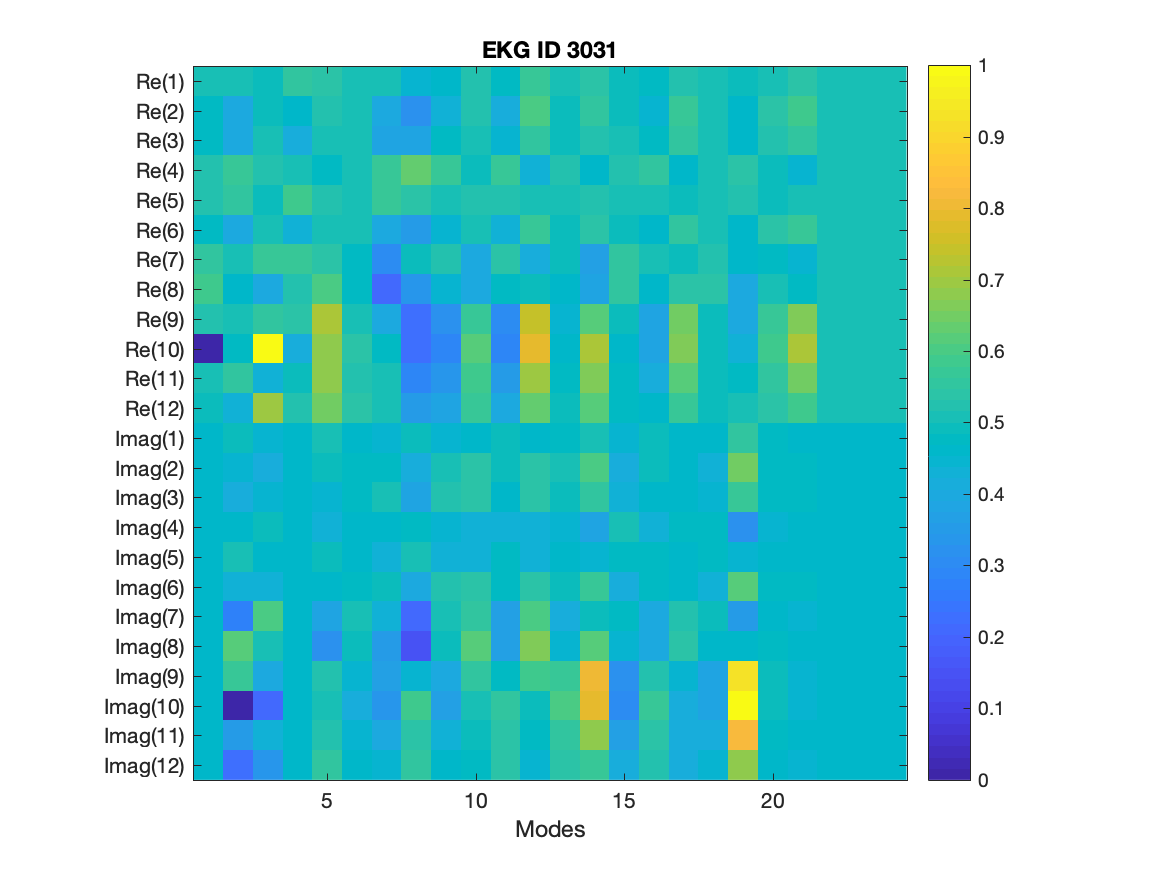 EKG ID 3031
Re(1)
Re(2)
Re(3)
Re(4)
Re(5)
Re(6)
Re(7)
Re(8)
Re(9)
Re(10)
Re(11)
Re(12)
Imag(1)
Imag(2)
Imag(3)
Imag(4)
Imag(5)
Imag(6)
Imag(7)
Imag(8)
Imag(9)
Imag(10)
Imag(11)
Imag(12)
5 10 15 20
Modes
1
0.9
0.8
0.7
0.6
0.5
0.4
0.3
0.2
0.1
0